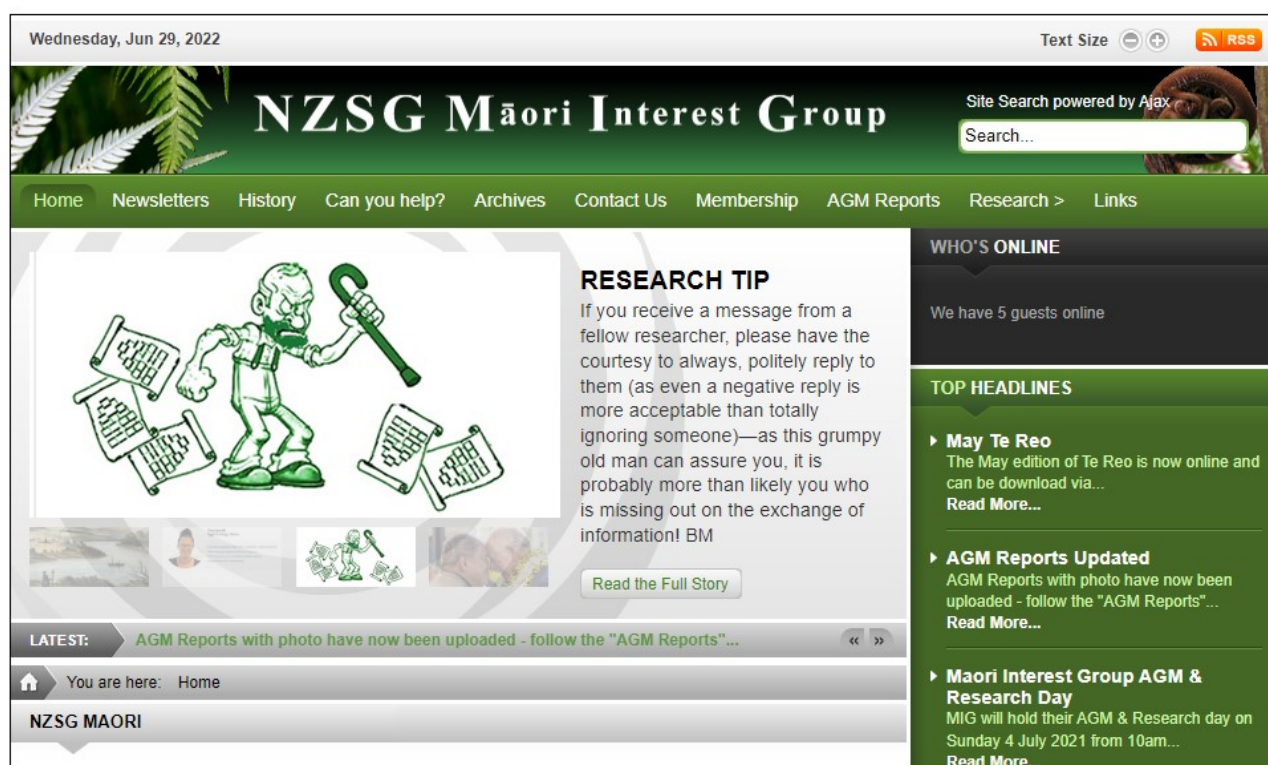 Wednesday, Jun 29, 2022
Text Size
RSS
NZSG Māori Interest Group
Site Search powered by Ajax
Search...
Home Newsletters History Can you help? Archives Contact Us Membership AGM Reports Research > Links
RESEARCH TIP
If you receive a message from a
fellow researcher, please have the
courtesy to always, politely reply to
them (as even a negative reply is
more acceptable than totally
ignoring someone)—as this grumpy
old man can assure you, it is
probably more than likely you who
is missing out on the exchange of
information! BM
Read the Full Story
LATEST: AGM Reports with photo have now been uploaded - follow the "AGM Reports"... « »
You are here: Home
NZSG MAORI
WHO'S ONLINE
We have 5 guests online
TOP HEADLINES
May Te Reo
The May edition of Te Reo is now online and
can be download via...
Read More...
AGM Reports Updated
AGM Reports with photo have now been
uploaded - follow the "AGM Reports"...
Read More...
Maori Interest Group AGM &
Research Day
MIG will hold their AGM & Research day on
Sunday 4 July 2021 from 10am...
Read More...